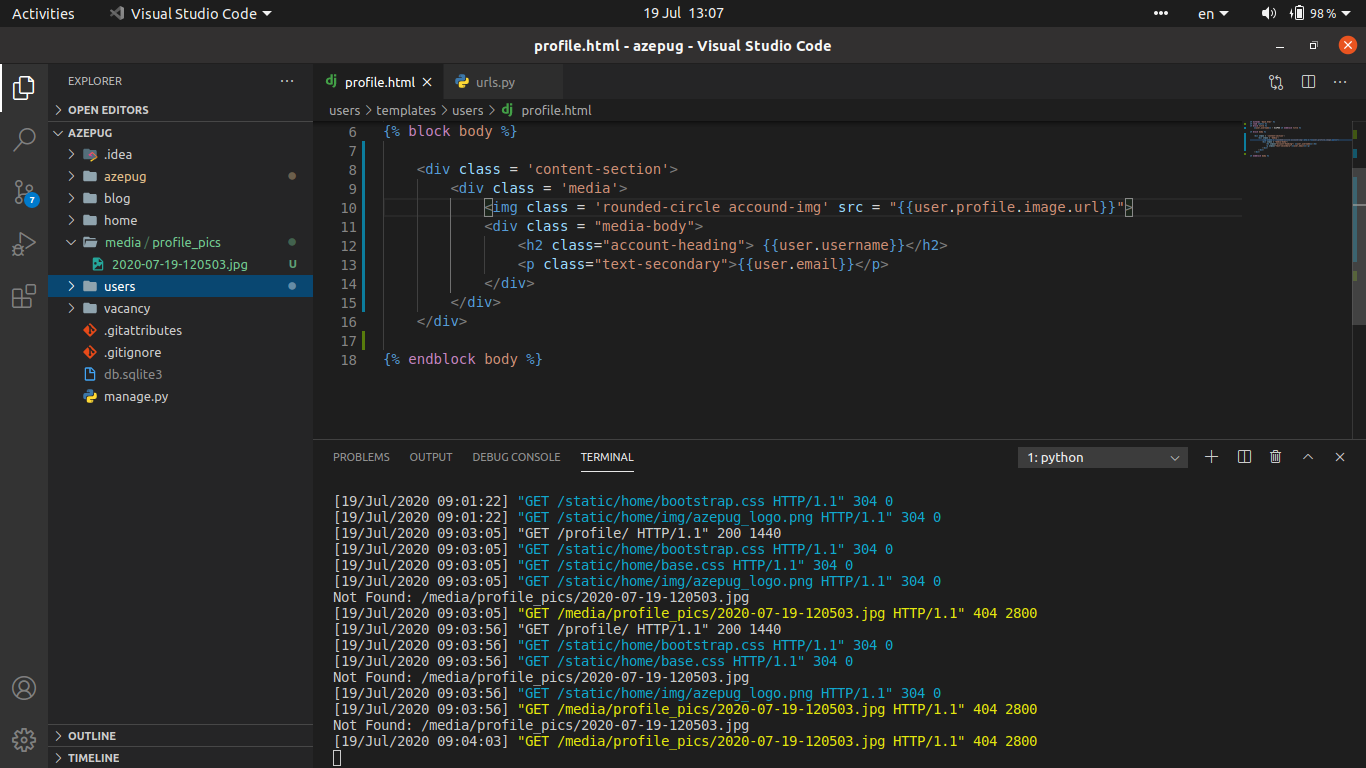 Activities Visual Studio Code 19 Jul 13:07 en 98 %
profile.html - azepug - Visual Studio Code
EXPLORER
OPEN EDITORS
AZEPUG
.idea
azepug
blog
home
media / profile_pics
2020-07-19-120503.jpg U
users
vacancy
.gitattributes
.gitignore
db.sqlite3
manage.py
OUTLINE
TIMELINE
7
profile.html urls.py
users > templates > users > dj profile.html
6 {% block body %}
7
8 <div class = 'content-section'>
9 <div class = 'media'>
10 <img class = 'rounded-circle accound-img' src = "{{user.profile.image.url}}">
11 <div class = "media-body">
12 <h2 class="account-heading"> {{user.username}}</h2>
13 <p class="text-secondary">{{user.email}}</p>
14 </div>
15 </div>
16 </div>
17
18 {% endblock body %}
PROBLEMS OUTPUT DEBUG CONSOLE TERMINAL 1: python
[19/Jul/2020 09:01:22] "GET /static/home/bootstrap.css HTTP/1.1" 304 0
[19/Jul/2020 09:01:22] "GET /static/home/img/azepug_logo.png HTTP/1.1" 304 0
[19/Jul/2020 09:03:05] "GET /profile/ HTTP/1.1" 200 1440
[19/Jul/2020 09:03:05] "GET /static/home/bootstrap.css HTTP/1.1" 304 0
[19/Jul/2020 09:03:05] "GET /static/home/base.css HTTP/1.1" 304 0
[19/Jul/2020 09:03:05] "GET /static/home/img/azepug_logo.png HTTP/1.1" 304 0
Not Found: /media/profile_pics/2020-07-19-120503.jpg
[19/Jul/2020 09:03:05] "GET /media/profile_pics/2020-07-19-120503.jpg HTTP/1.1" 404 2800
[19/Jul/2020 09:03:56] "GET /profile/ HTTP/1.1" 200 1440
[19/Jul/2020 09:03:56] "GET /static/home/bootstrap.css HTTP/1.1" 304 0
[19/Jul/2020 09:03:56] "GET /static/home/base.css HTTP/1.1" 304 0
Not Found: /media/profile_pics/2020-07-19-120503.jpg
[19/Jul/2020 09:03:56] "GET /static/home/img/azepug_logo.png HTTP/1.1" 304 0
[19/Jul/2020 09:03:56] "GET /media/profile_pics/2020-07-19-120503.jpg HTTP/1.1" 404 2800
Not Found: /media/profile_pics/2020-07-19-120503.jpg
[19/Jul/2020 09:04:03] "GET /media/profile_pics/2020-07-19-120503.jpg HTTP/1.1" 404 2800